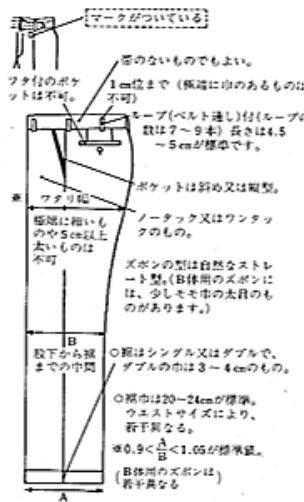 マークがついている
帯のないものでもよい。
フタ付のポケ
ットは不可。
1cm位まで(極端に巾のあるものは
不可)
ループ(ベルト通し)付(ループの
数は7〜9本)長さは4.5
〜5cmが標準です。
ポケットは斜め又は縦型。
※
ワタリ幅
ノータック又はワンタッ
クのもの。
極端に細いも
のや5cm以上
太いものは
不可
ズボンの型は自然なストレ
ート型。(B体用のズボンに
は、少しモモ巾の太目のも
のがあります。)
B
股下から裾
までの中間
○裾はシングル又はダブルで、
ダブルの巾は3〜4cmのもの。
○裾巾は20〜24cmが標準。
ウエストサイズにより、
若干異なる。
※0.9<A/B<1.05が標準値。
(B体用のズボンは
若干異なる
A